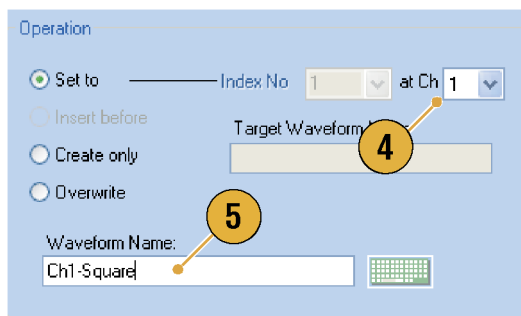 Operation
Set to Index No 1 at Ch 1
Insert before
Target Waveform
4
Create only
Overwrite
5
Waveform Name:
Ch1-Square